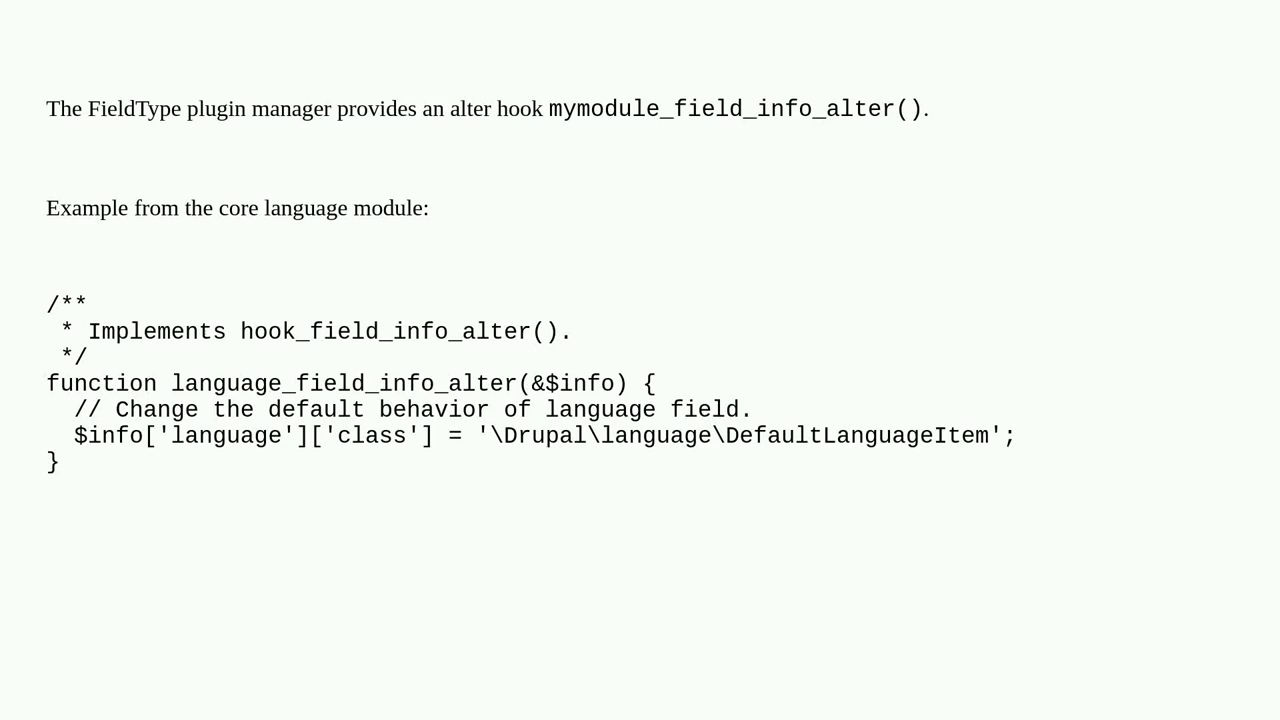 The FieldType plugin manager provides an alter hook mymodule_field_info_alter().
Example from the core language module:
/**
 * Implements hook_field_info_alter().
 */
function language_field_info_alter(&$info) {
  // Change the default behavior of language field.
  $info['language']['class'] = '\Drupal\language\DefaultLanguageItem';
}